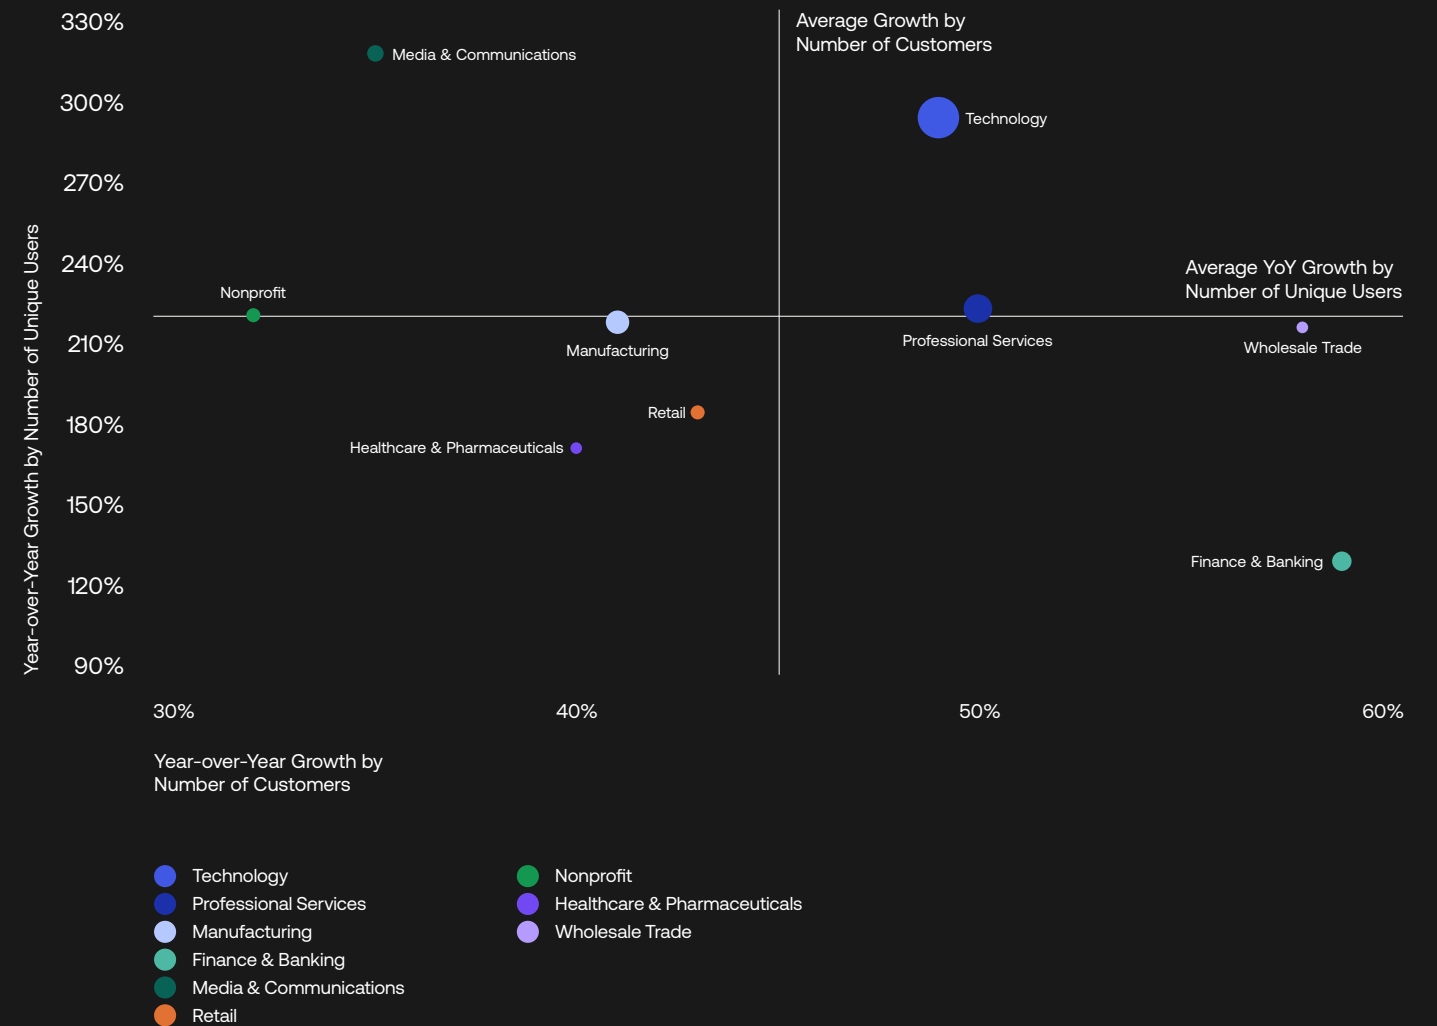 330%
Average Growth by
Number of Customers
Media & Communications
300%
Technology
270%
240%
Average YoY Growth by
Number of Unique Users
Nonprofit
210%
Manufacturing
Professional Services
Wholesale Trade
Retail
180%
Healthcare & Pharmaceuticals
150%
Finance & Banking
120%
90%
Year-over-Year Growth by Number of Unique Users
30%
40%
50%
60%
Year-over-Year Growth by
Number of Customers
Technology
Professional Services
Manufacturing
Finance & Banking
Media & Communications
Retail
Nonprofit
Healthcare & Pharmaceuticals
Wholesale Trade